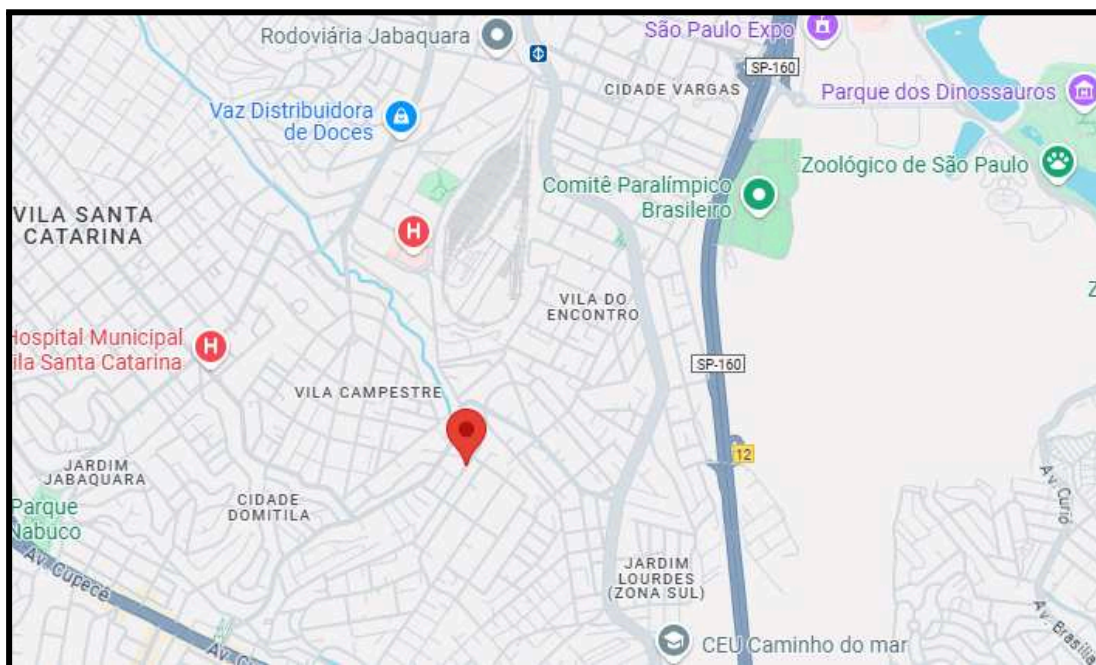 Rodoviária Jabaquara
São Paulo Expo
SP-160
CIDADE VARGAS
Parque dos Dinossauros
Vaz Distribuidora
de Doces
Zoológico de São Paulo
Comitê Paralímpico
Brasileiro
VILA SANTA
CATARINA
H
VILA DO
ENCONTRO
Hospital Municipal
Vila Santa Catarina
H
SP-160
VILA CAMPESTRE
12
JARDIM
JABAQUARA
CIDADE
DOMITILA
Parque
Nabuco
Av. Curió
Av. Cupecê
JARDIM
LOURDES
(ZONA SUL)
CEU Caminho do mar
Av. Brasília